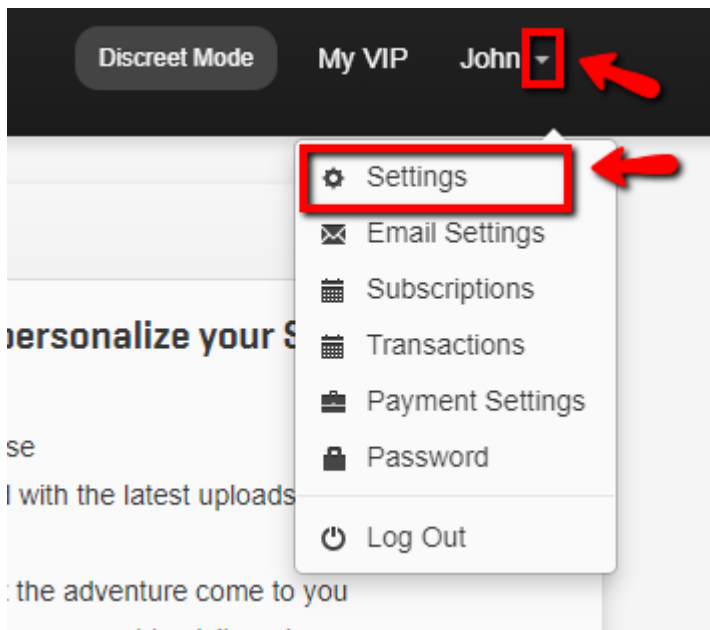 Discreet Mode My VIP John
Settings
Email Settings
Subscriptions
personalize your S
Transactions
Payment Settings
se
Password
with the latest uploads
Log Out
the adventure come to you